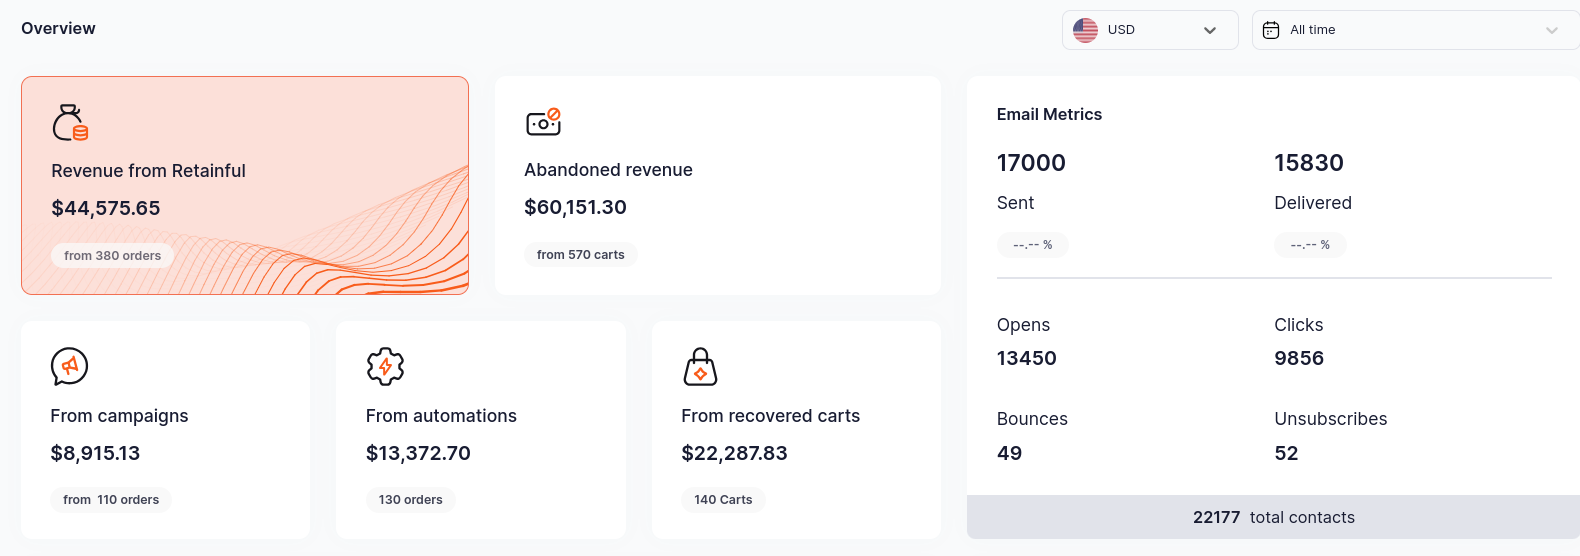 Overview
USD
All time
Revenue from Retainful
$44,575.65
from 380 orders
Abandoned revenue
$60,151.30
from 570 carts
From campaigns
$8,915.13
from 110 orders
From automations
$13,372.70
130 orders
From recovered carts
$22,287.83
140 Carts
Email Metrics
17000
Sent
--.-- %
15830
Delivered
--.-- %
Opens
13450
Clicks
9856
Bounces
49
Unsubscribes
52
22177 total contacts